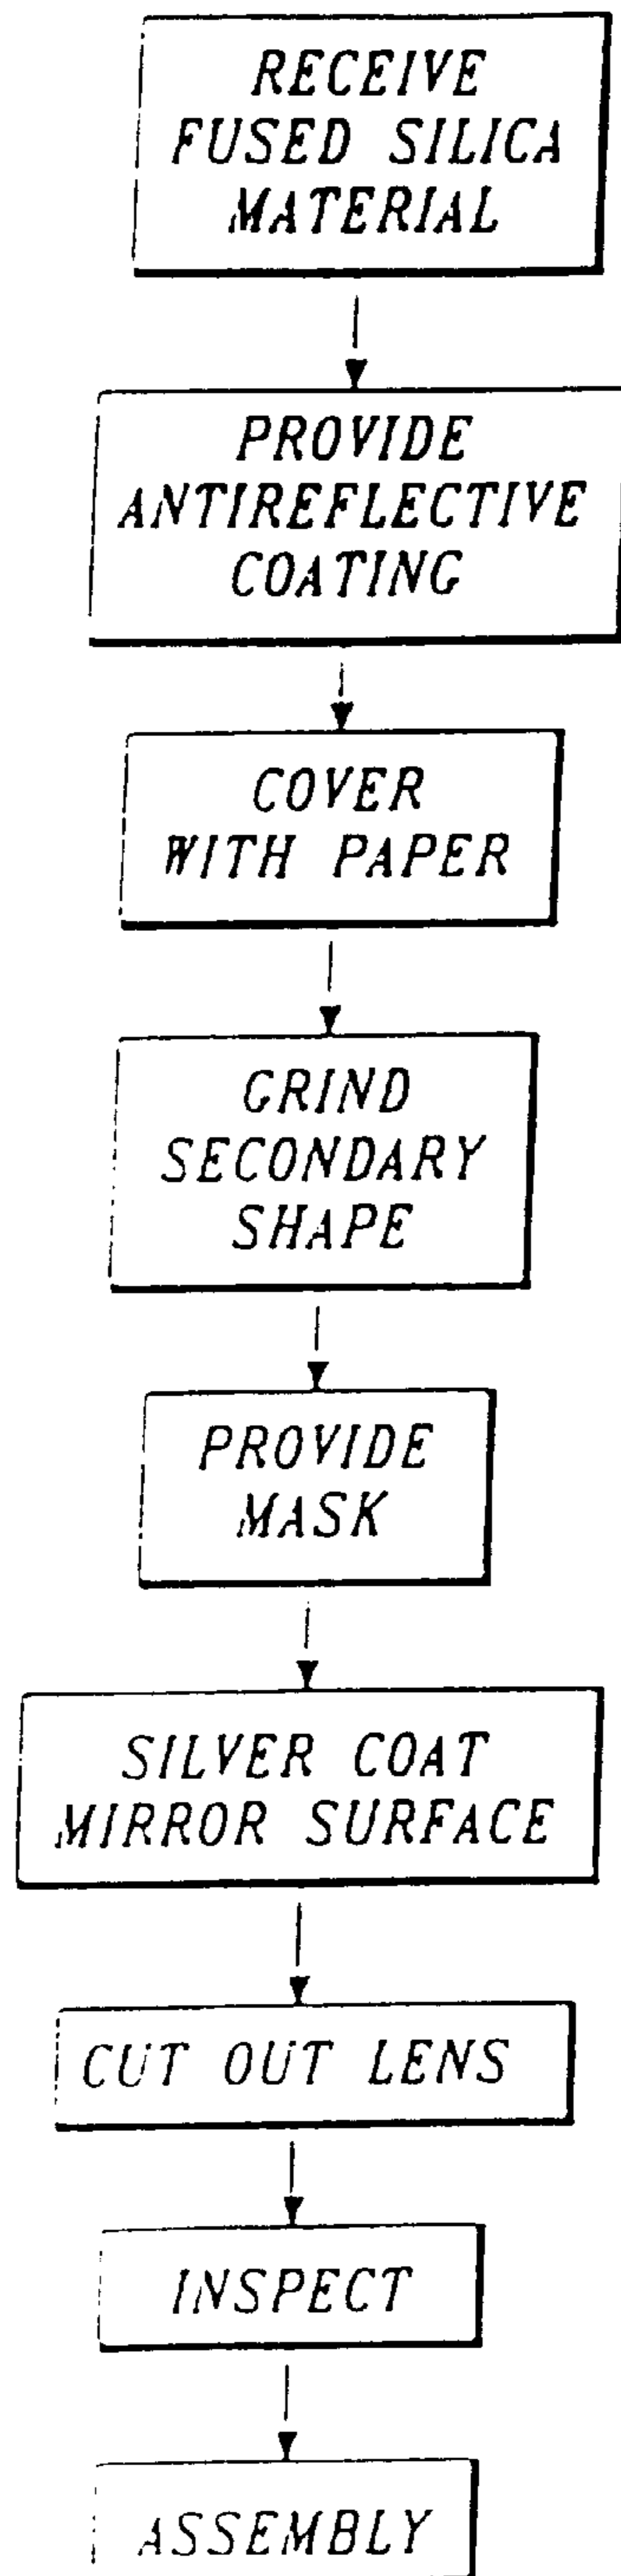 RECEIVE
FUSED SILICA
MATERIAL
PROVIDE
ANTIREFLECTIVE
COATING
COVER
WITH PAPER
GRIND
SECONDARY
SHAPE
PROVIDE
MASK
SILVER COAT
MIRROR SURFACE
CUT OUT LENS
INSPECT
ASSEMBLY